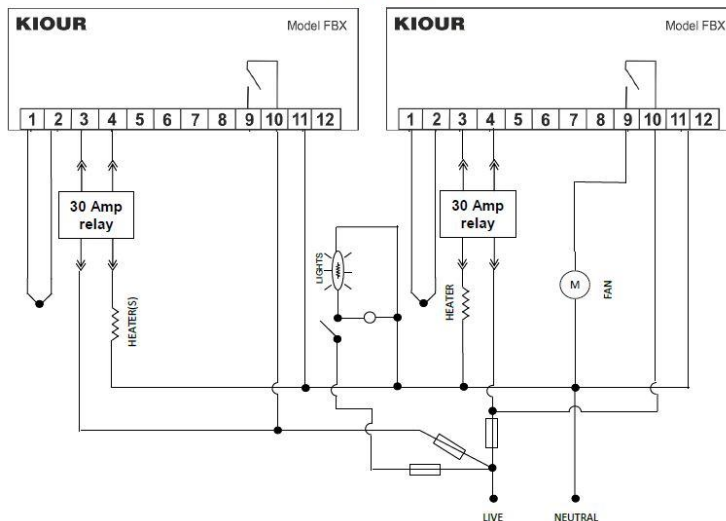 KIOUR Model FBX
1 2 3 4 5 6 7 8 9 10 11 12
30 Amp
relay
HEATER(S)
LIGHTS
KIOUR Model FBX
1 2 3 4 5 6 7 8 9 10 11 12
30 Amp
relay
HEATER
M
FAN
LIVE
NEUTRAL